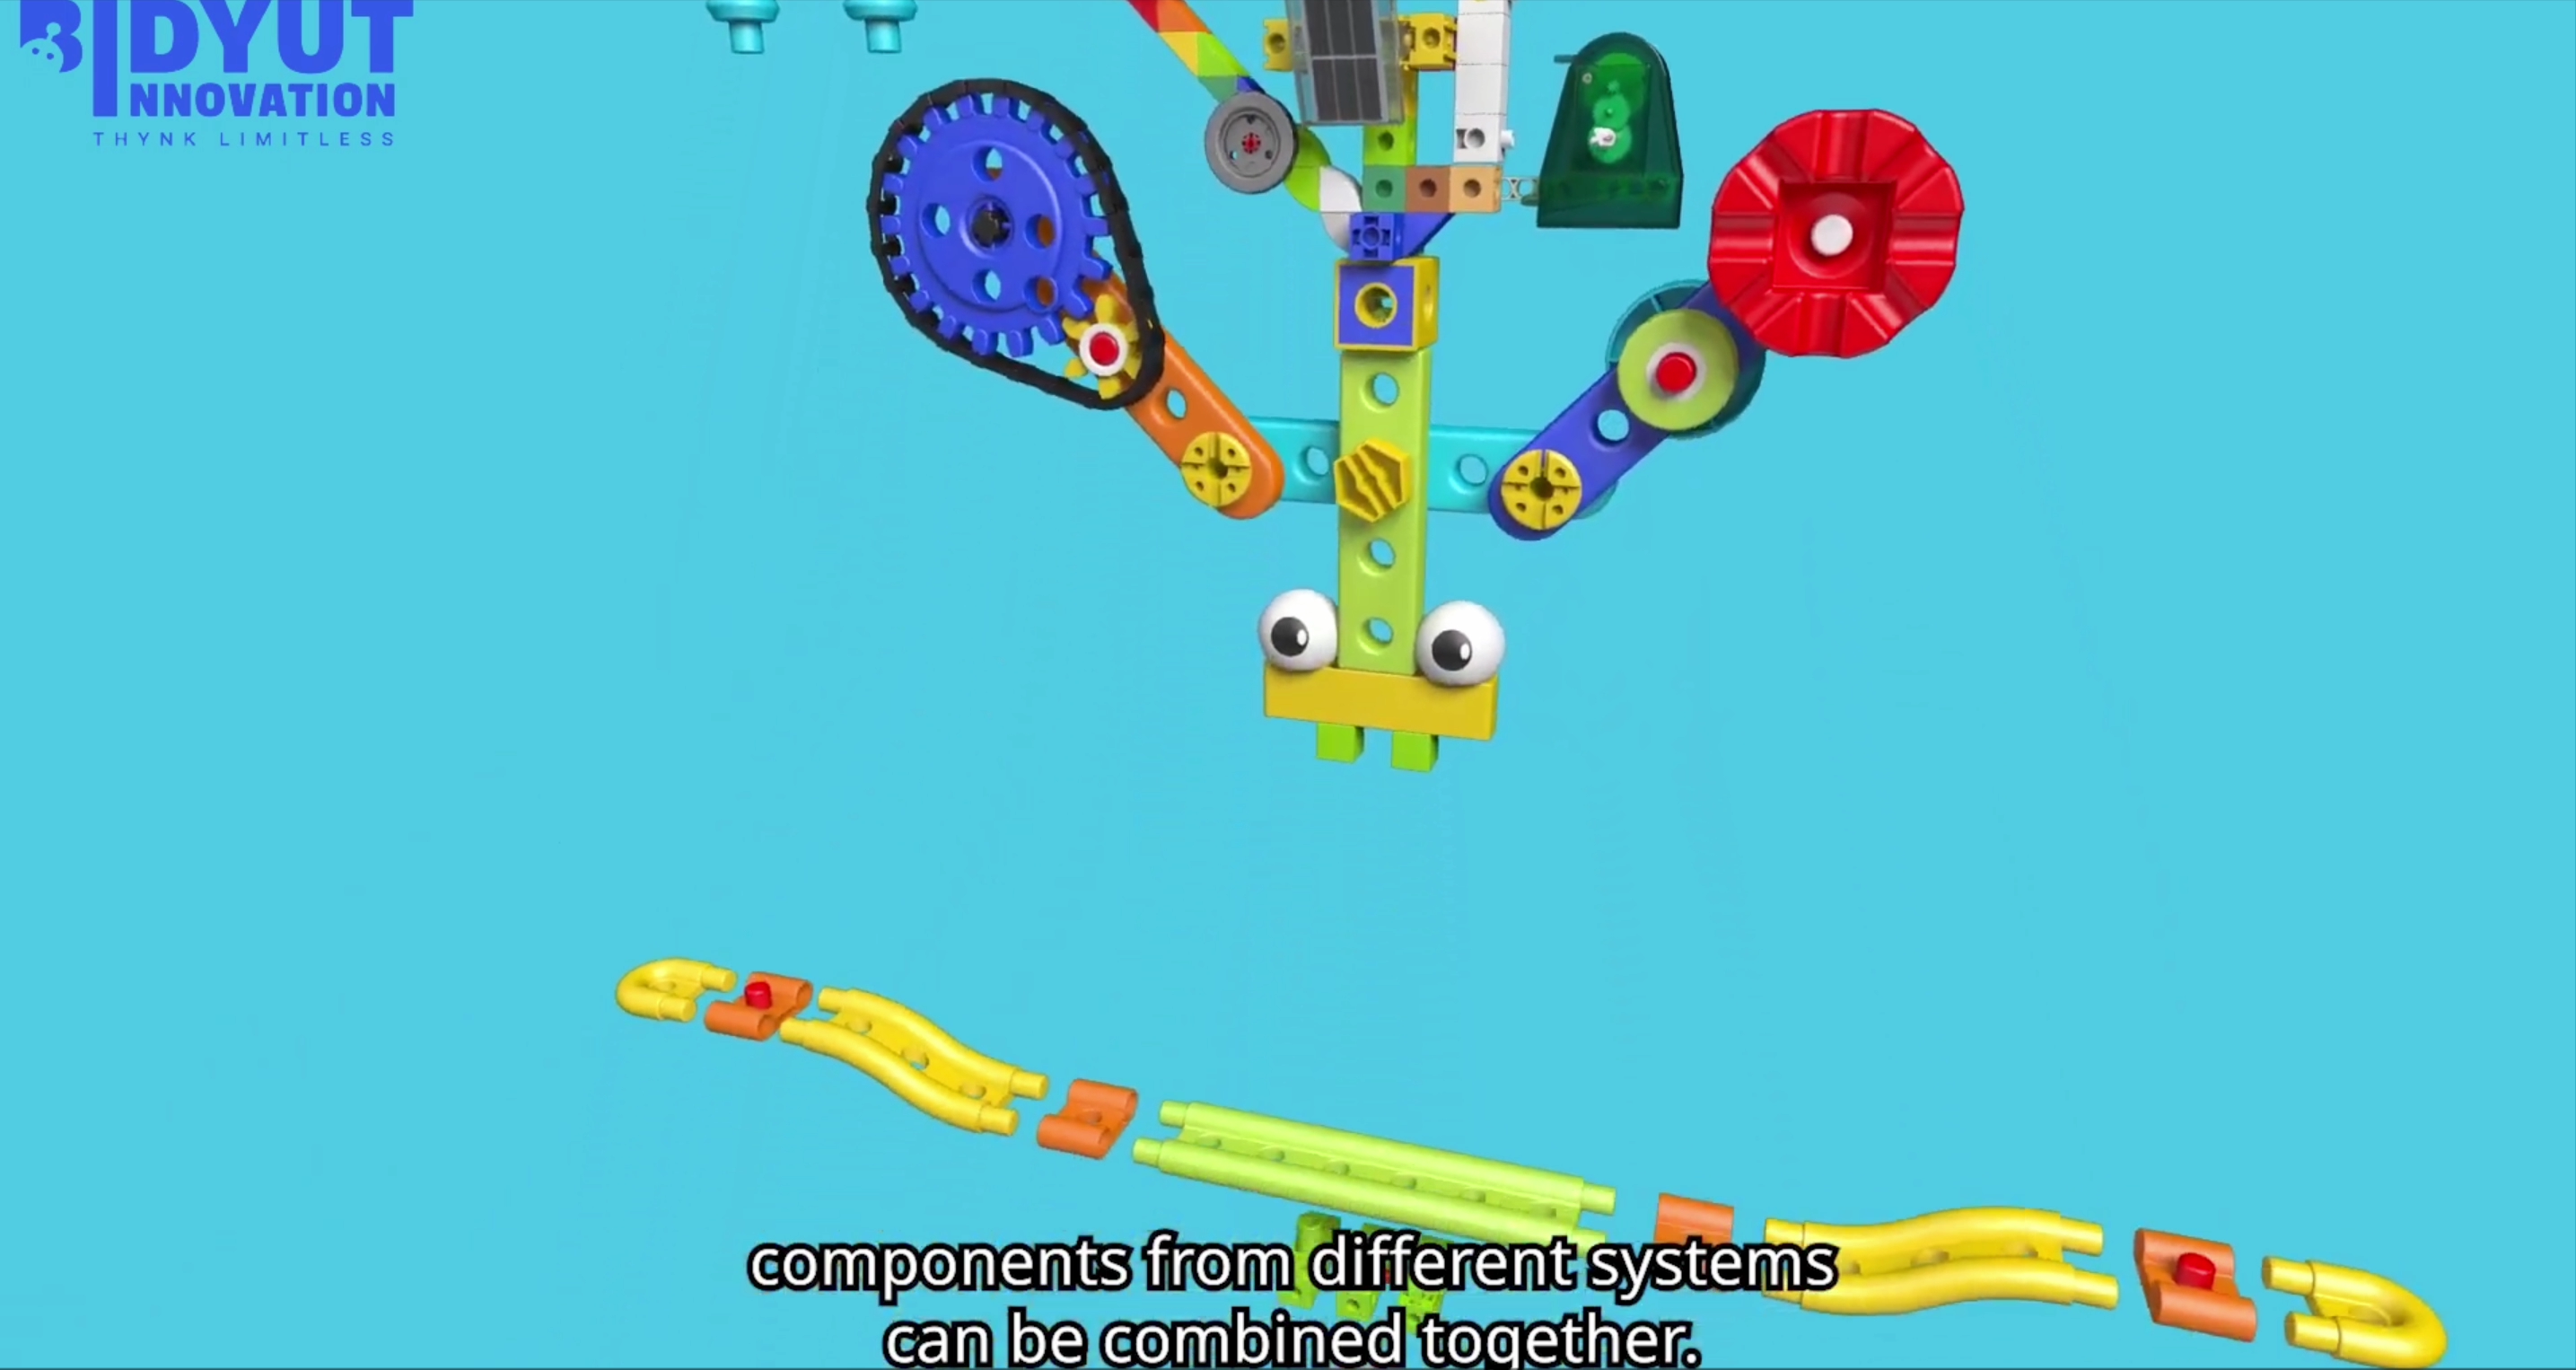 BIDYUT
INNOVATION
THYNK LIMITLESS
components from different systems
can be combined together.